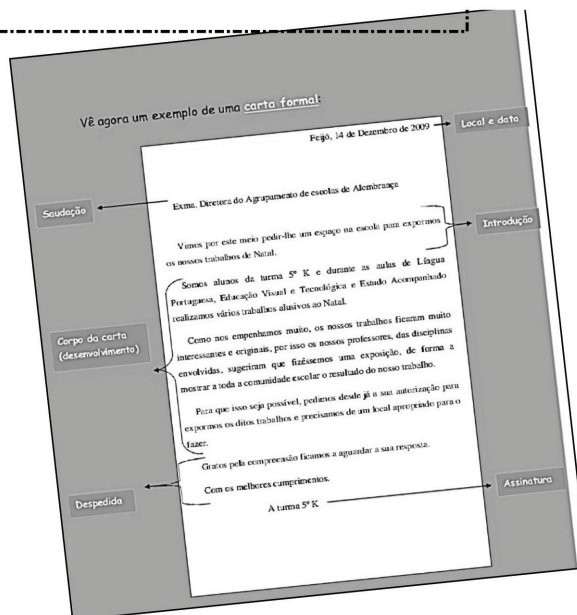 Vê agora um exemplo de uma carta formal:
Feijó, 14 de Dezembro de 2009
Local e data
Saudação
Exma. Diretora do Agrupamento de escolas de Alembrança
Introdução
Vimos por este meio pedir-lhe um espaço na escola para expormos
os nossos trabalhos de Natal.
Corpo da carta
(desenvolvimento)
Somos alunos da turma 5º K e durante as aulas de Língua
Portuguesa, Educação Visual e Tecnológica e Estudo Acompanhado
realizamos vários trabalhos alusivos ao Natal.
Como nos empenhamos muito, os nossos trabalhos ficaram muito
interessantes e originais, por isso os nossos professores, das disciplinas
envolvidas, sugeriram que fizéssemos uma exposição, de forma a
mostrar a toda a comunidade escolar o resultado do nosso trabalho.
Para que isso seja possível, pedimos desde já a sua autorização para
expormos os ditos trabalhos e precisamos de um local apropriado para o
fazer.
Despedida
Gratos pela compreensão ficamos a aguardar a sua resposta.
Com os melhores cumprimentos.
A turma 5º K
Assinatura